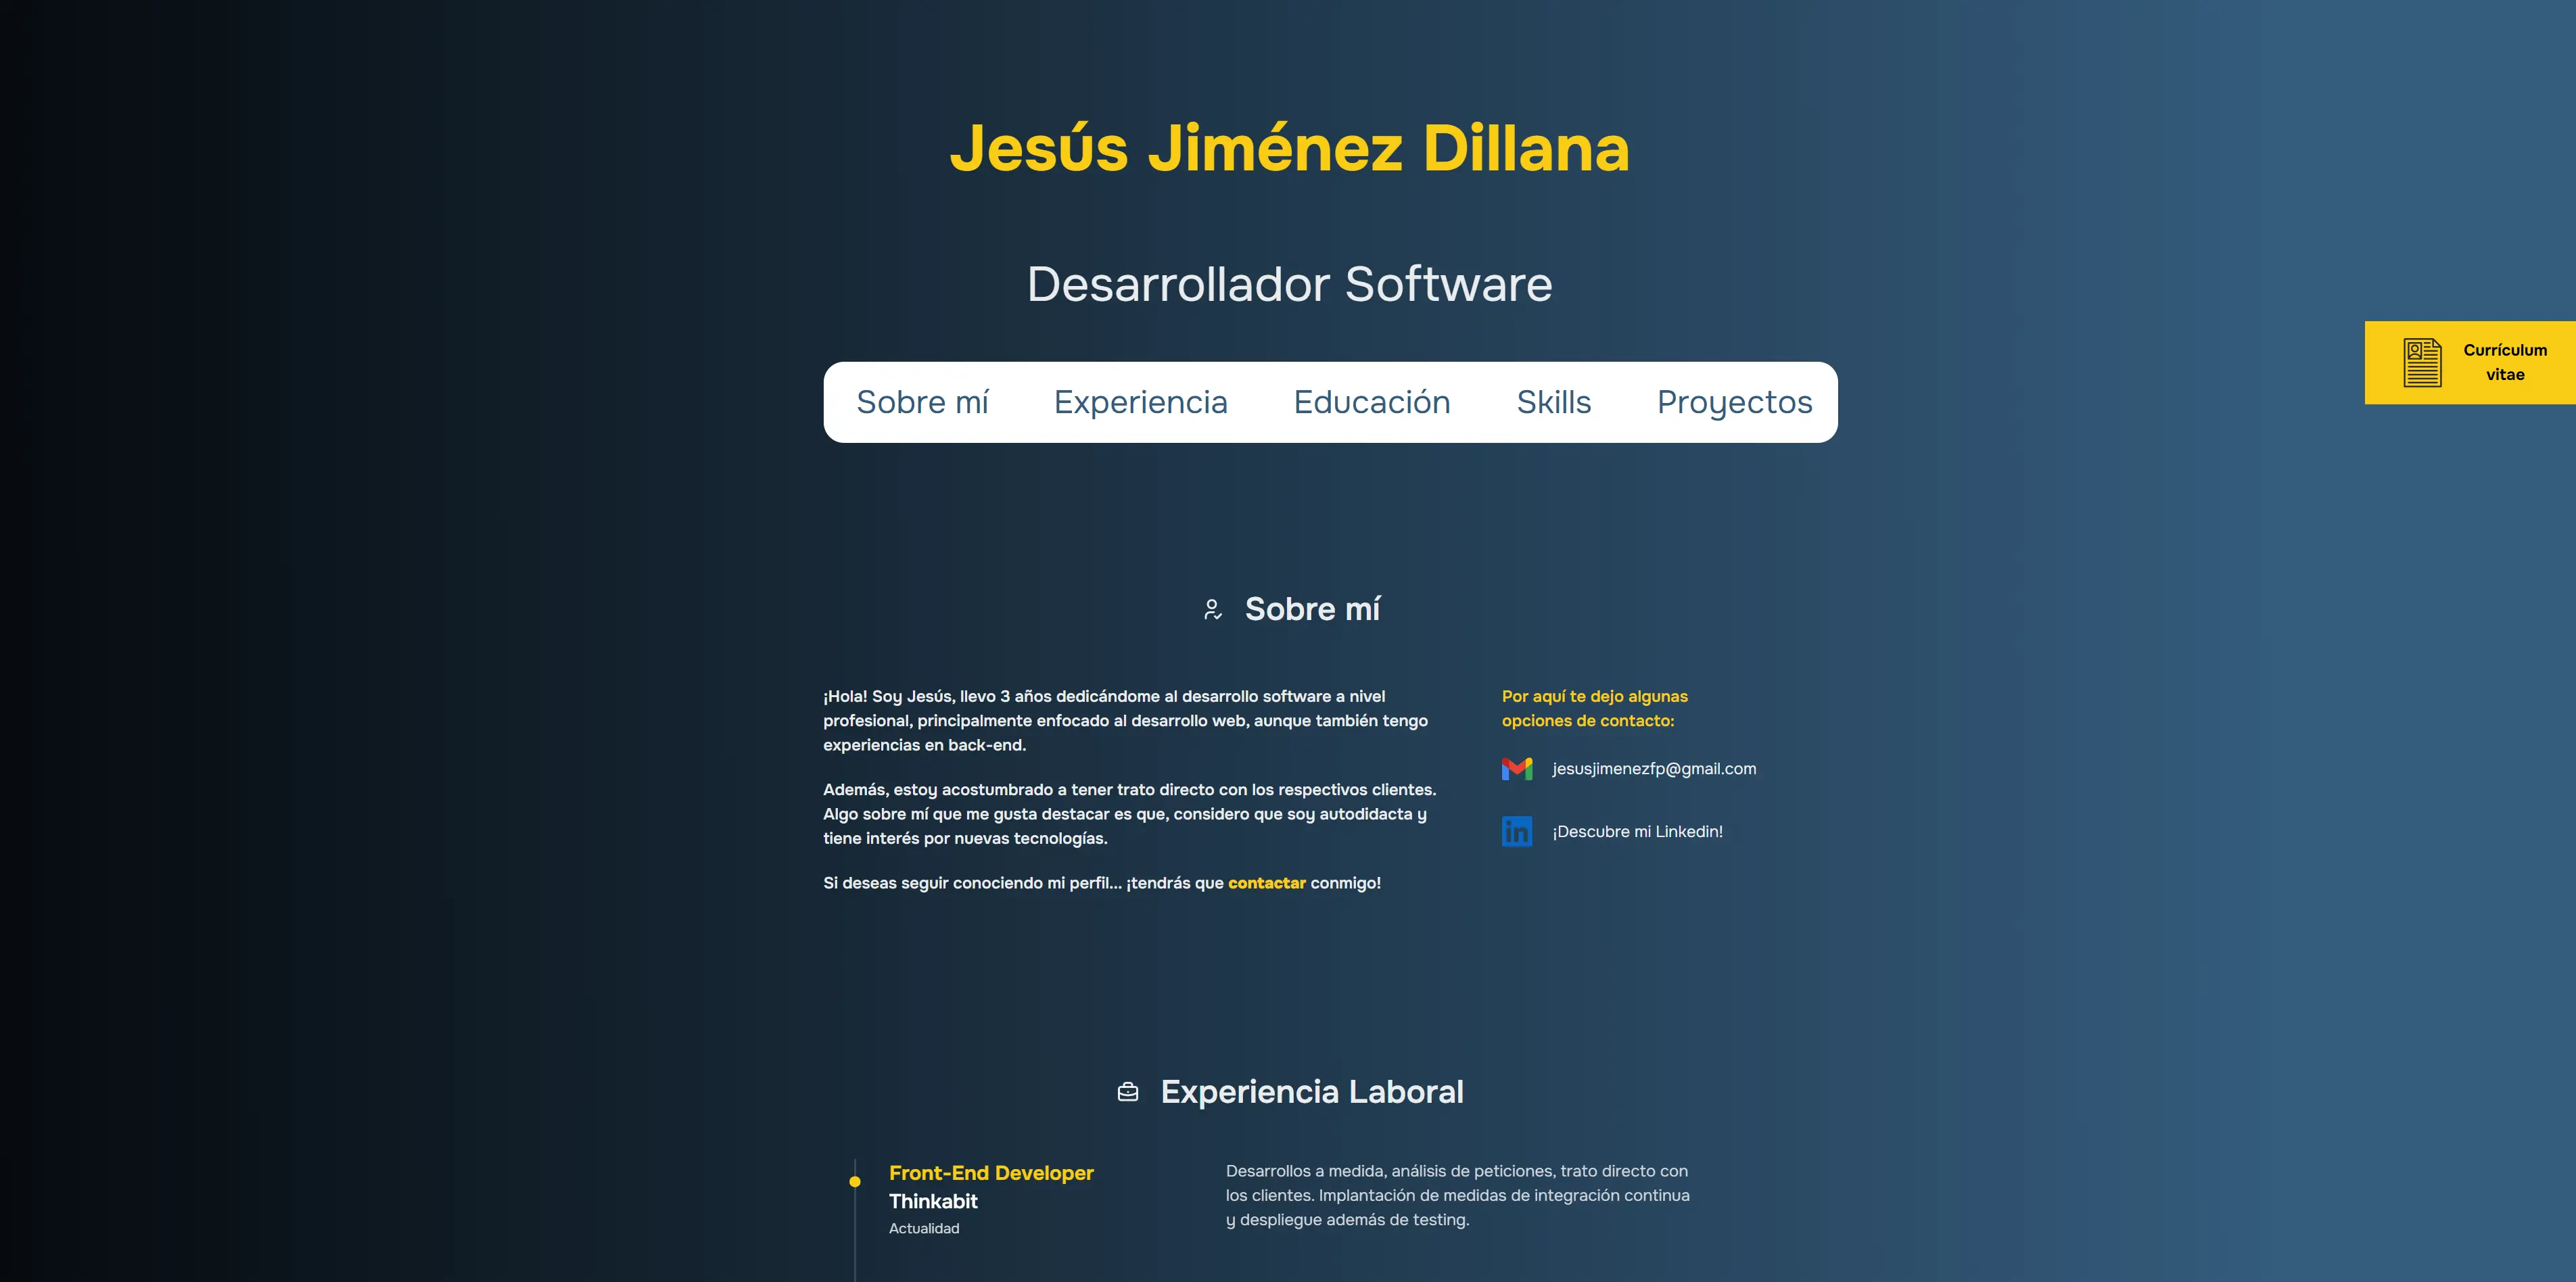 Jesús Jiménez Dillana
Desarrollador Software
Currículum
vitae
Sobre mí Experiencia Educación Skills Proyectos
Sobre mí
¡Hola! Soy Jesús, llevo 3 años dedicándome al desarrollo software a nivel
profesional, principalmente enfocado al desarrollo web, aunque también tengo
experiencias en back-end.
Además, estoy acostumbrado a tener trato directo con los respectivos clientes.
Algo sobre mí que me gusta destacar es que, considero que soy autodidacta y
tiene interés por nuevas tecnologías.
Si deseas seguir conociendo mi perfil... ¡tendrás que contactar conmigo!
Por aquí te dejo algunas
opciones de contacto:
jesusjimenezfp@gmail.com
in
¡Descubre mi Linkedin!
Experiencia Laboral
Front-End Developer
Thinkabit
Actualidad
Desarrollos a medida, análisis de peticiones, trato directo con
los clientes. Implantación de medidas de integración continua
y despliegue además de testing.